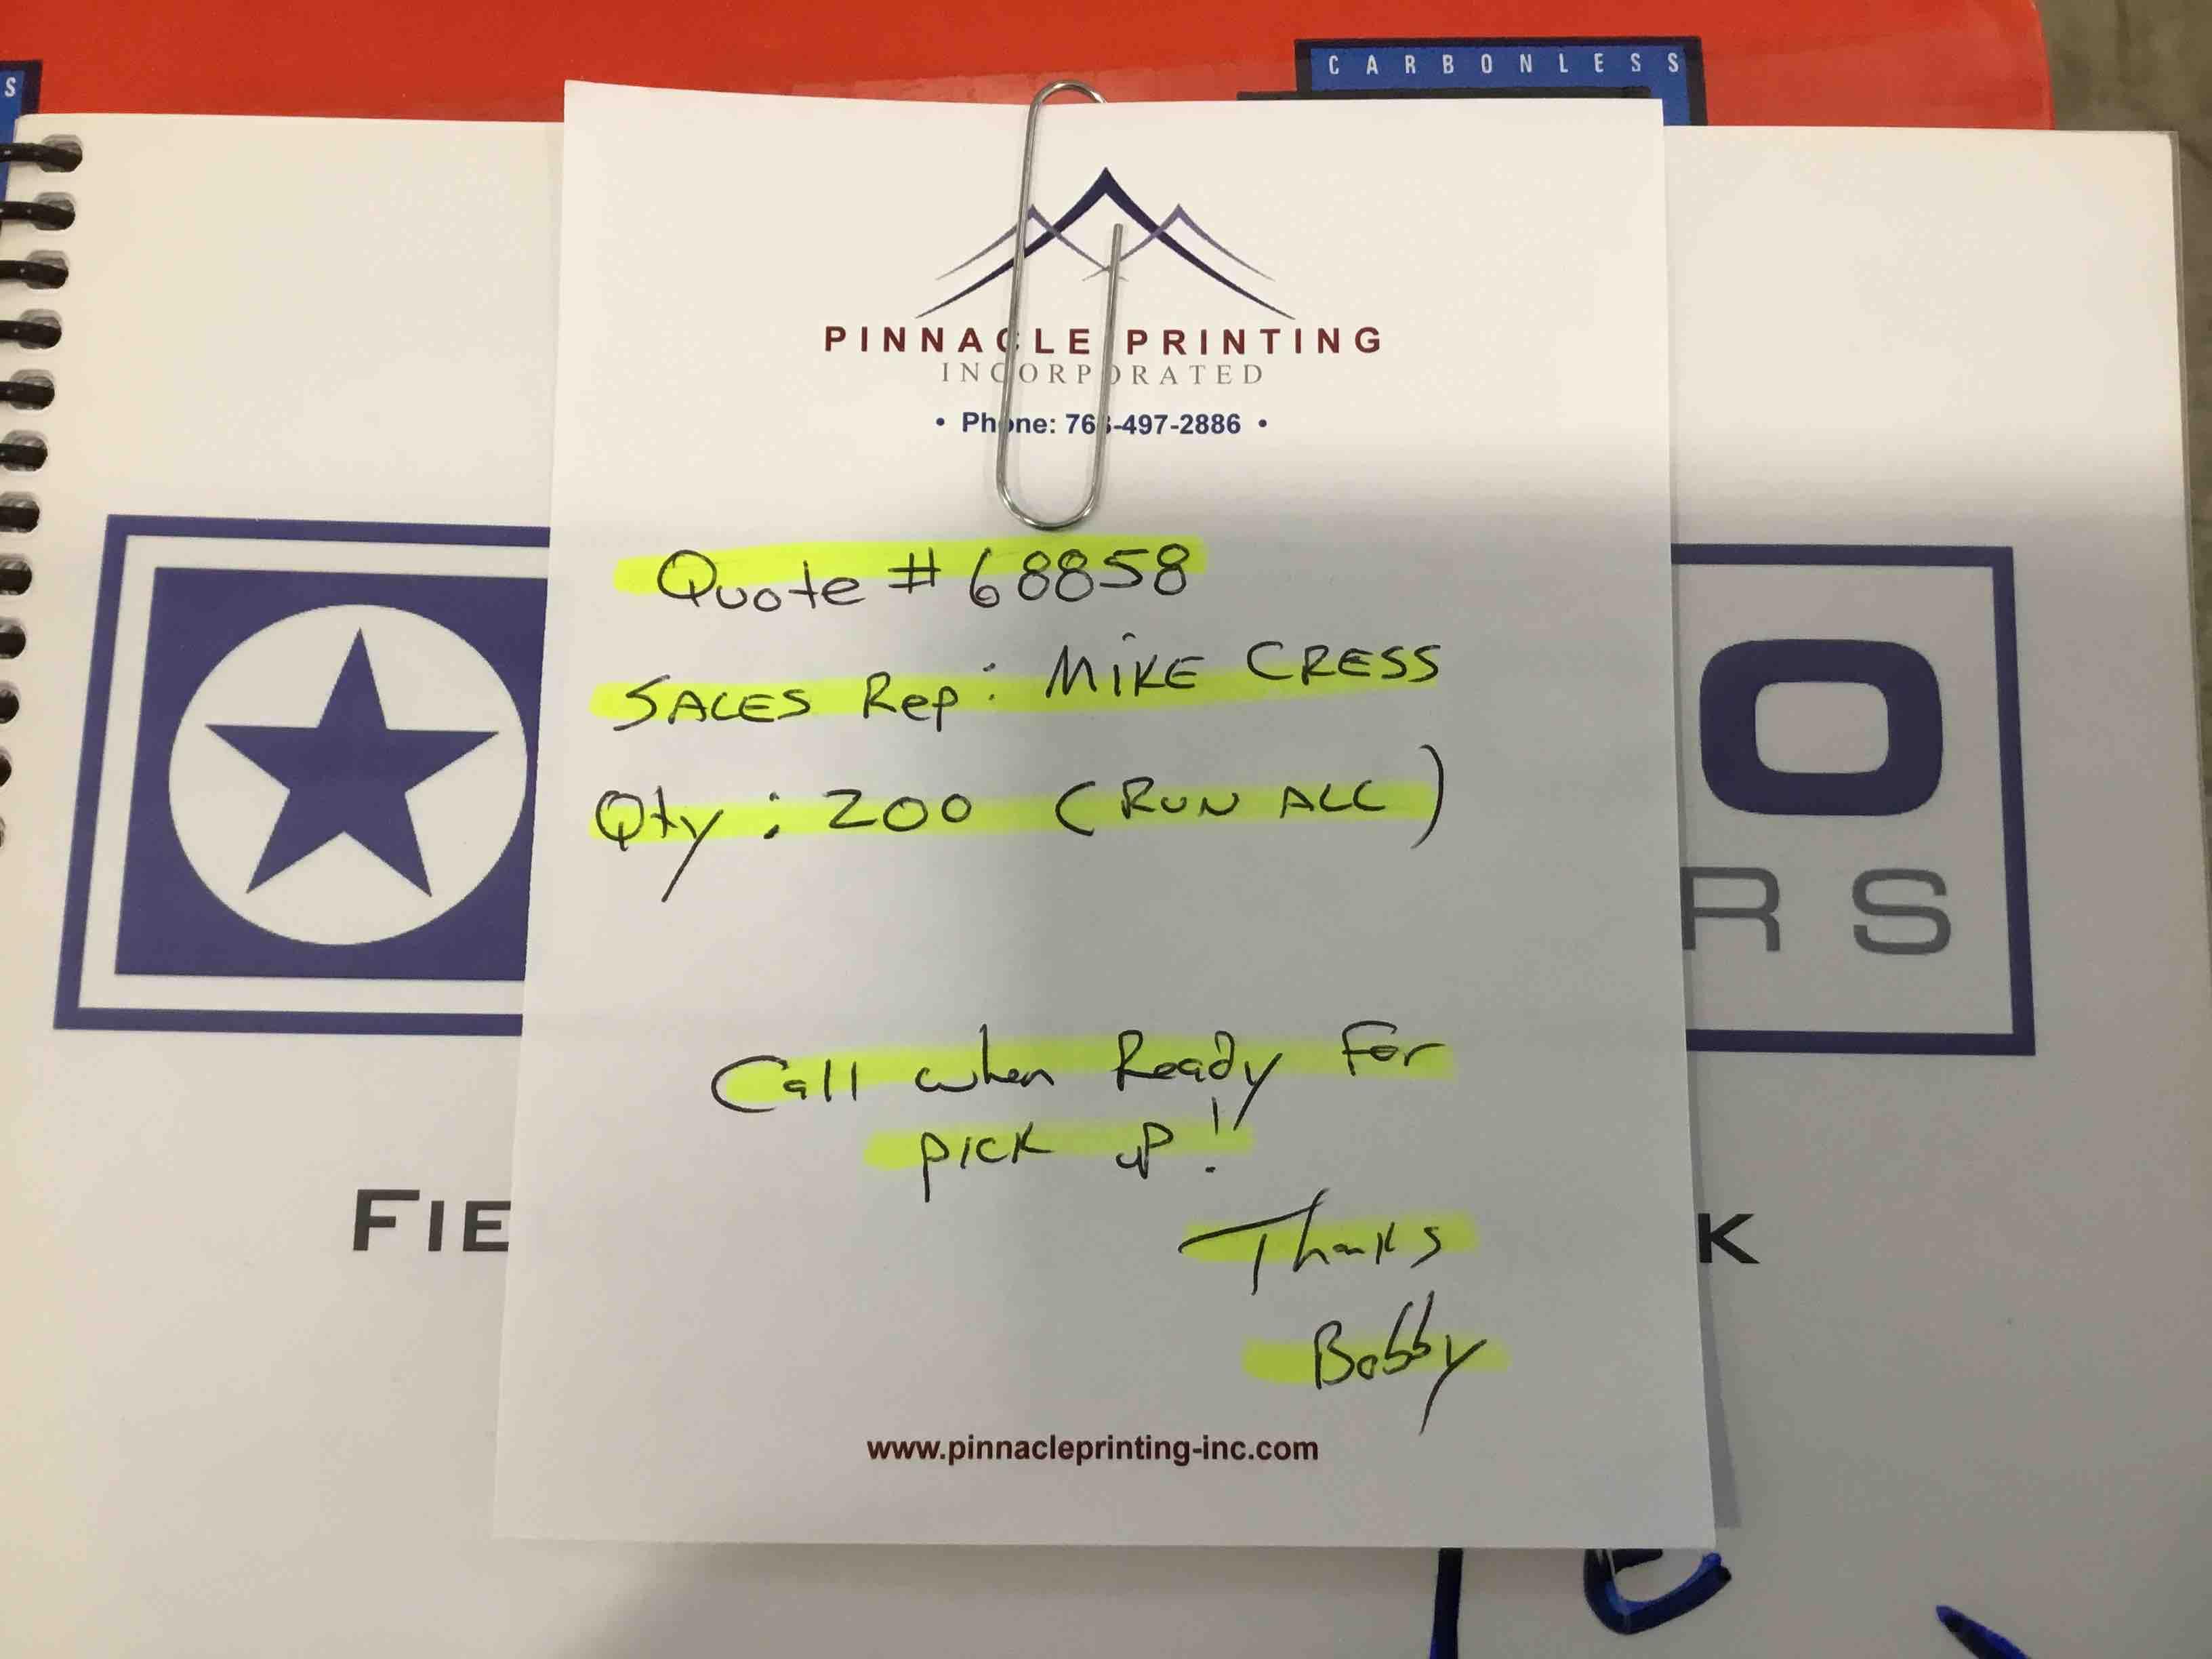 CARBONLESS
S
PINNACLE PRINTING
INCORPORATED
• Phone: 763-497-2886 •
Quote # 68858
SALES Rep: MIKE CRESS
Qty: 200 (RUN ALL)
O
RS
Call when Ready For
PICK UP!
FIE
K
Thanks
Bobby
www.pinnacleprinting-inc.com